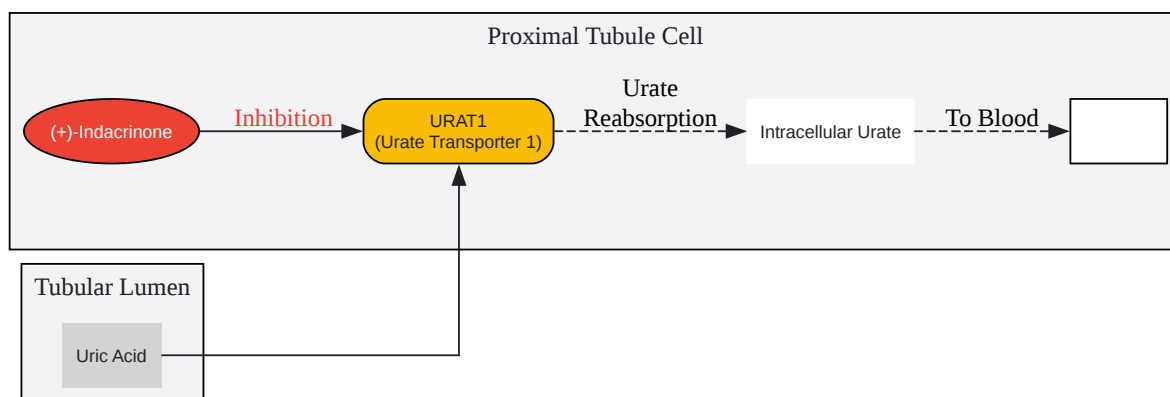 Proximal Tubule Cell
(+)-Indacrinone
Inhibition
URAT1
(Urate Transporter 1)
Urate
Reabsorption
Intracellular Urate
To Blood
Tubular Lumen
Uric Acid